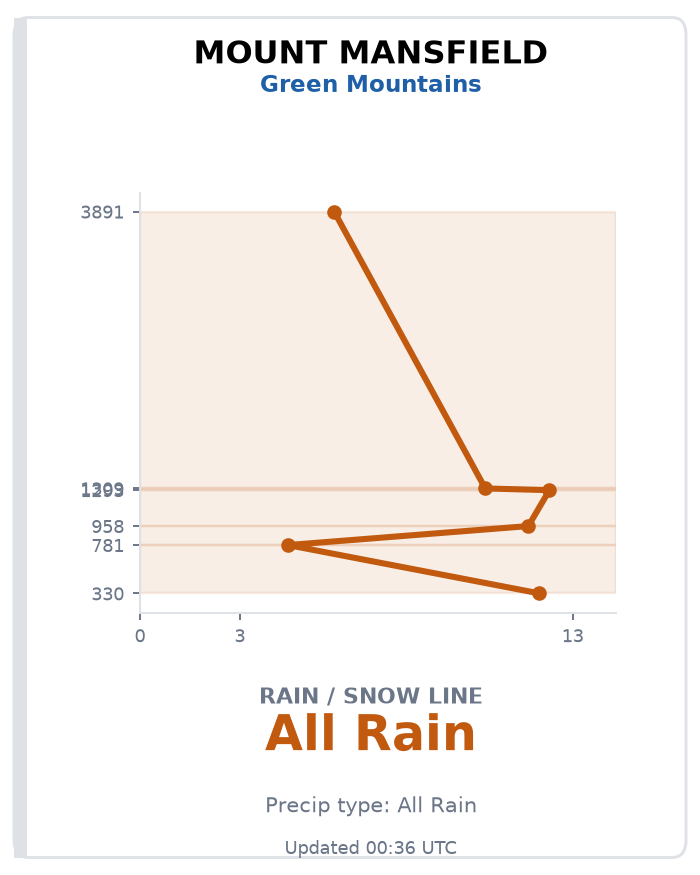 MOUNT MANSFIELD
Green Mountains
3891
958
781
330
0 3 13
RAIN / SNOW LINE
All Rain
Precip type: All Rain
Updated 00:36 UTC